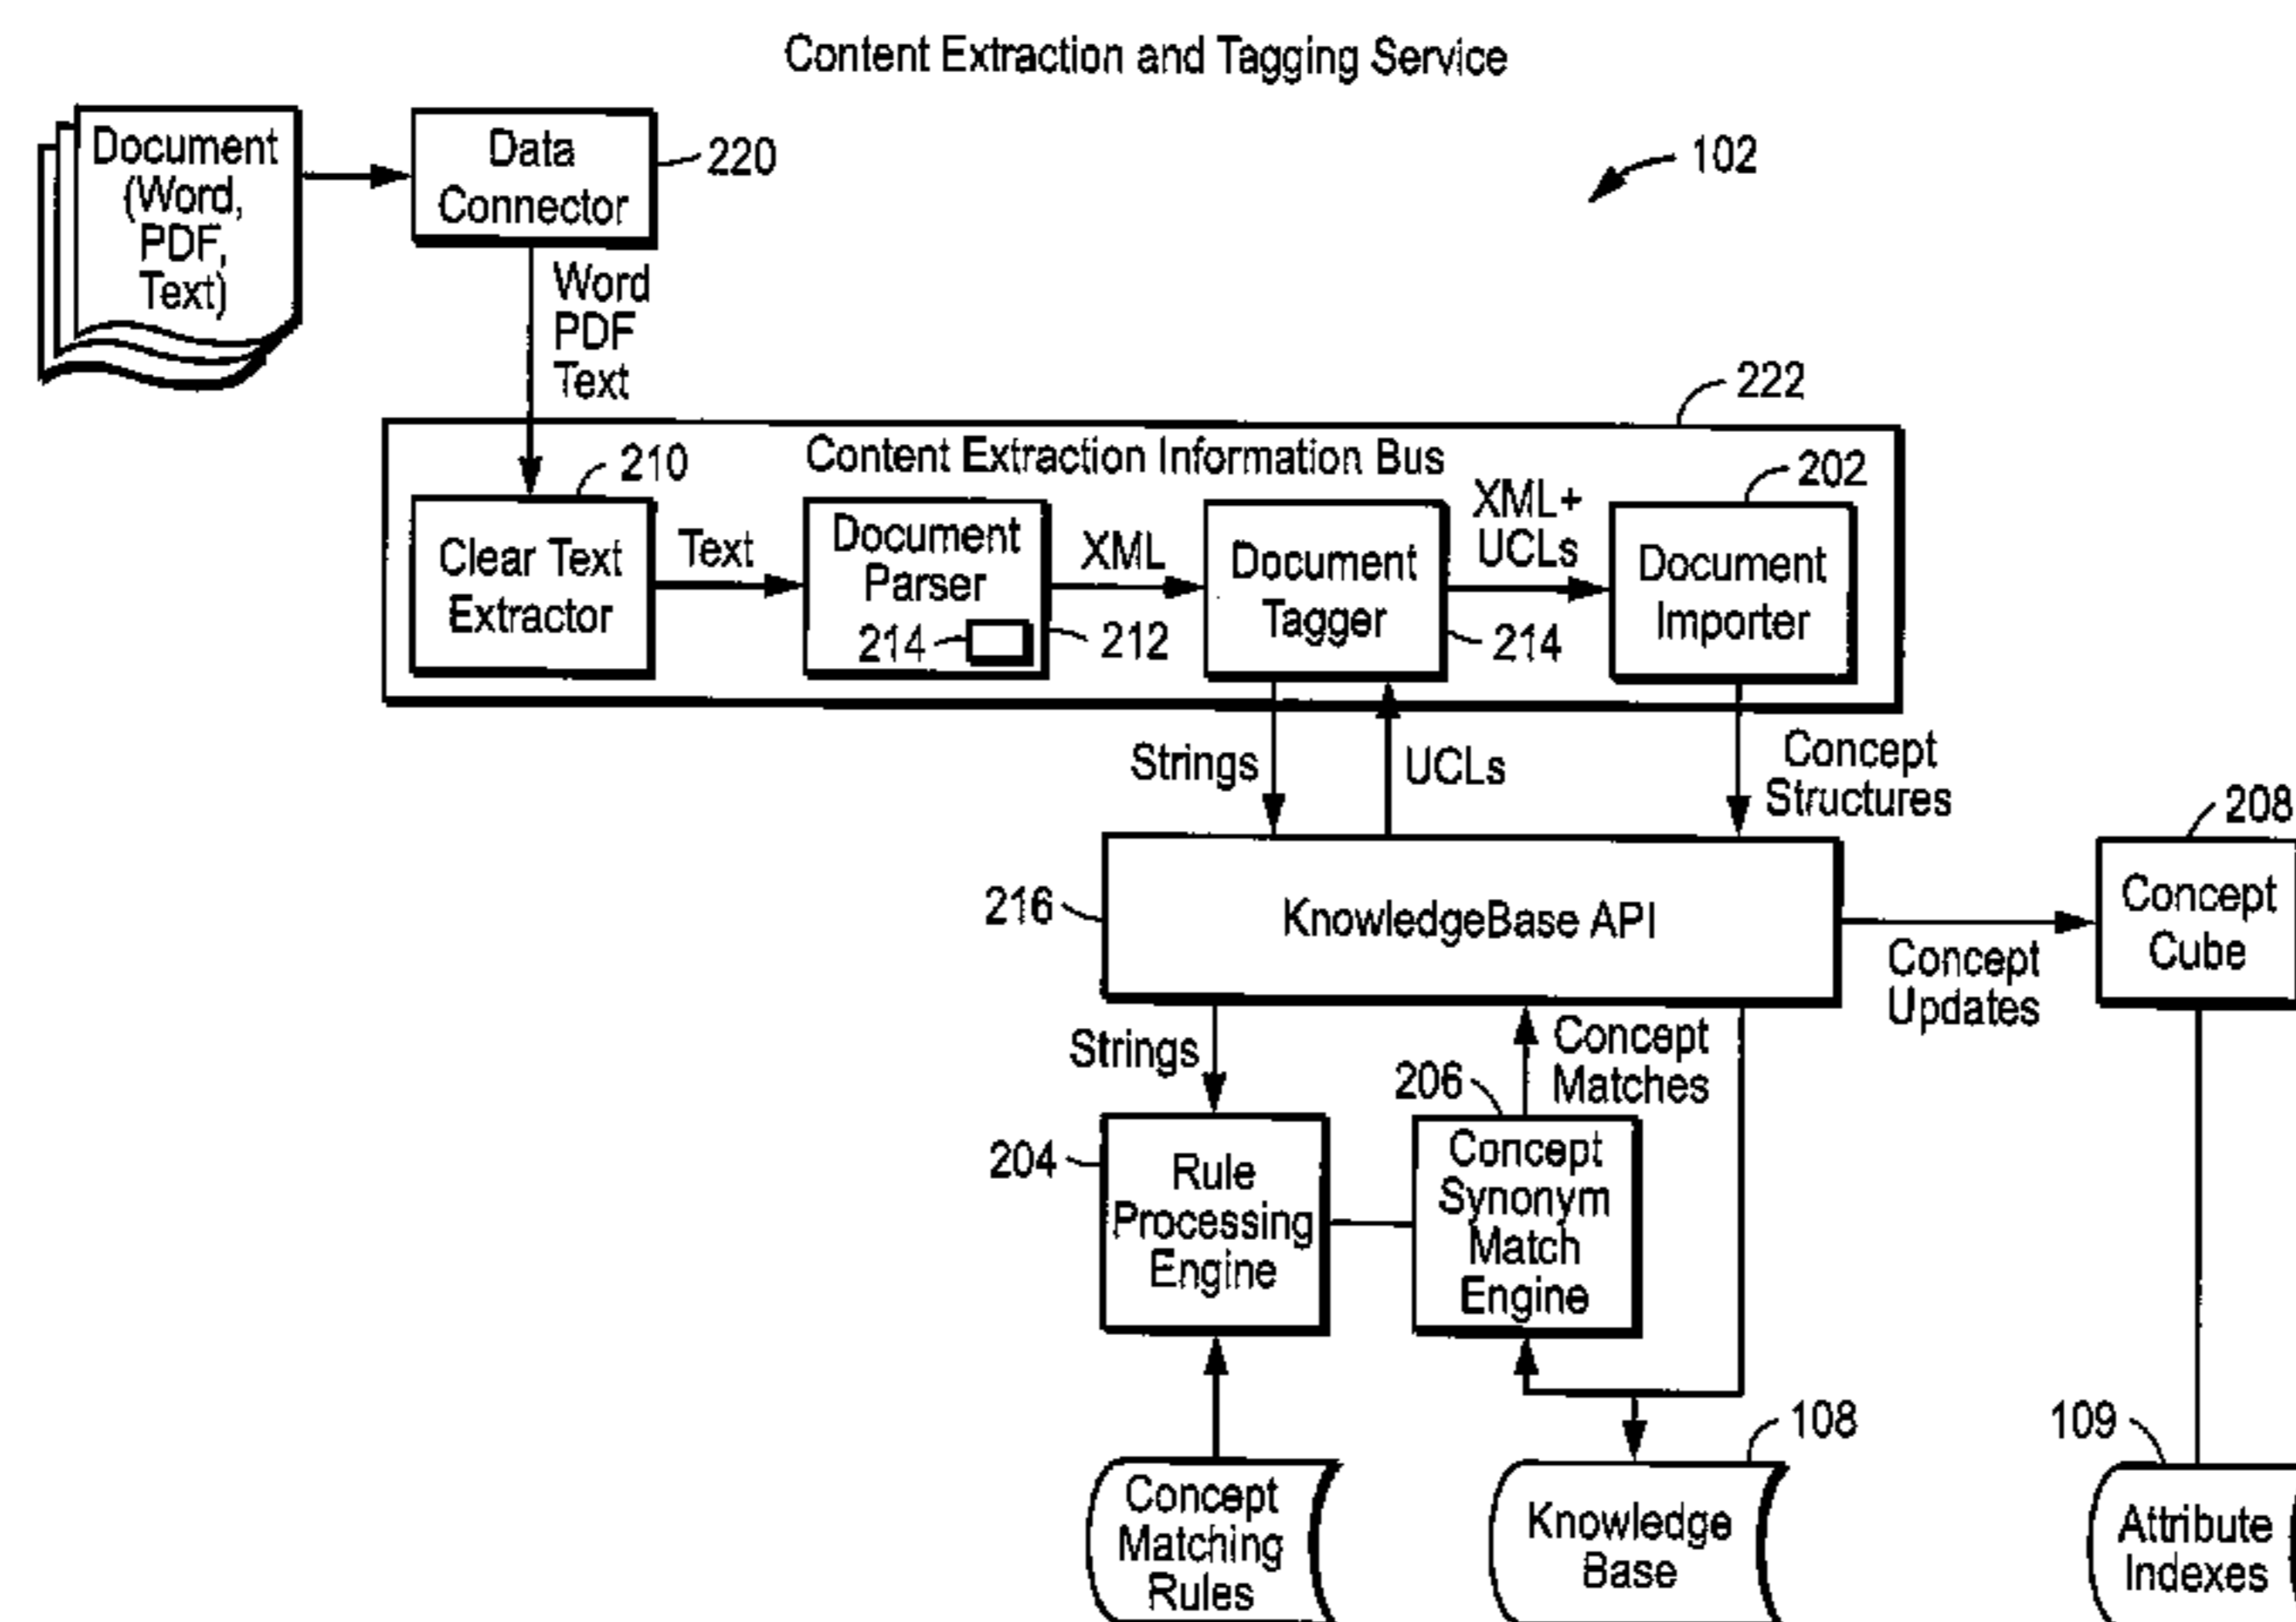 Content Extraction and Tagging Service
Document
(Word,
PDF,
Text)
Data
Connector
220
102
Word
PDF
Text
222
Content Extraction Information Bus
210
202
Clear Text
Extractor
Text
Document
Parser
214
212
XML
Document
Tagger
214
XML+
UCLs
Document
Importer
Strings
UCLs
Concept
Structures
208
216
KnowledgeBase API
Concept
Updates
Concept
Cube
Strings
Concept
Matches
206
204
Rule
Processing
Engine
Concept
Synonym
Match
Engine
108
109
Concept
Matching
Rules
Knowledge
Base
Attribute
Indexes